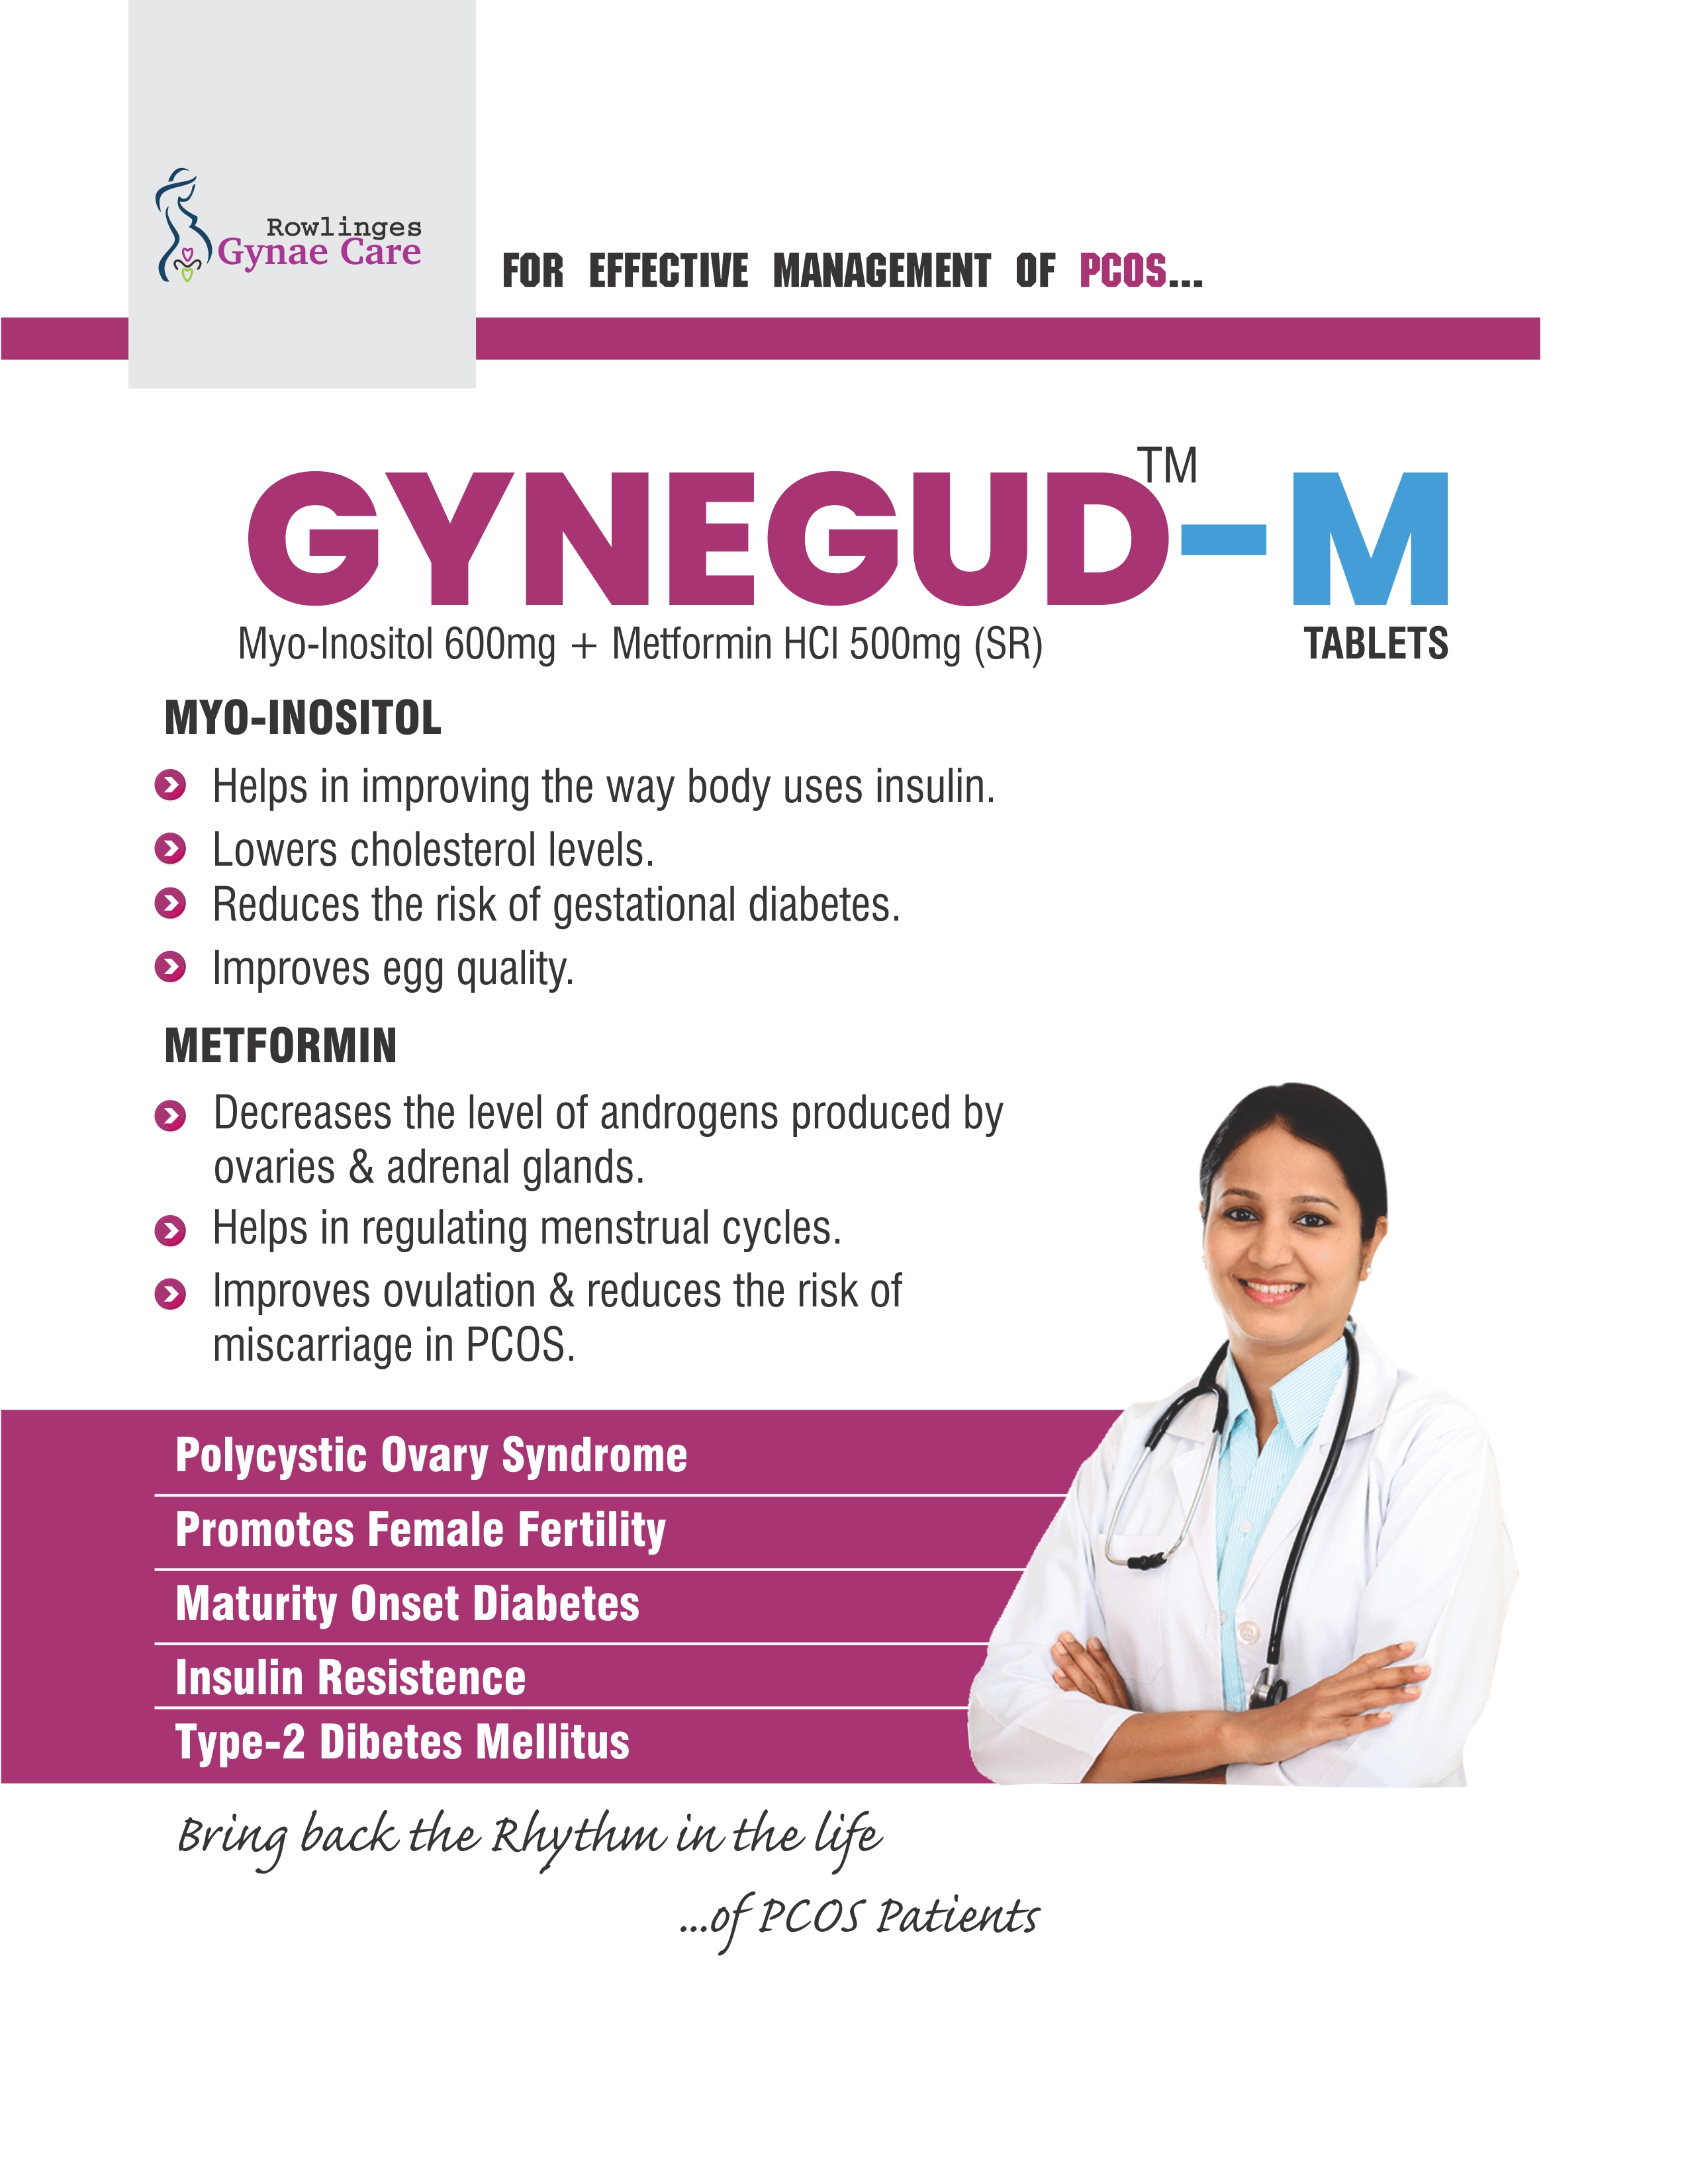 Rowlinges
Gynae Care
FOR EFFECTIVE MANAGEMENT OF PCOS...
GYNEGUD™-M
Myo-Inositol 600mg + Metformin HCl 500mg (SR)
TABLETS
MYO-INOSITOL
Helps in improving the way body uses insulin.
Lowers cholesterol levels.
Reduces the risk of gestational diabetes.
Improves egg quality.
METFORMIN
Decreases the level of androgens produced by
ovaries & adrenal glands.
Helps in regulating menstrual cycles.
Improves ovulation & reduces the risk of
miscarriage in PCOS.
Polycystic Ovary Syndrome
Promotes Female Fertility
Maturity Onset Diabetes
Insulin Resistence
Type-2 Dibetes Mellitus
Bring back the Rhythm in the life
...of PCOS Patients